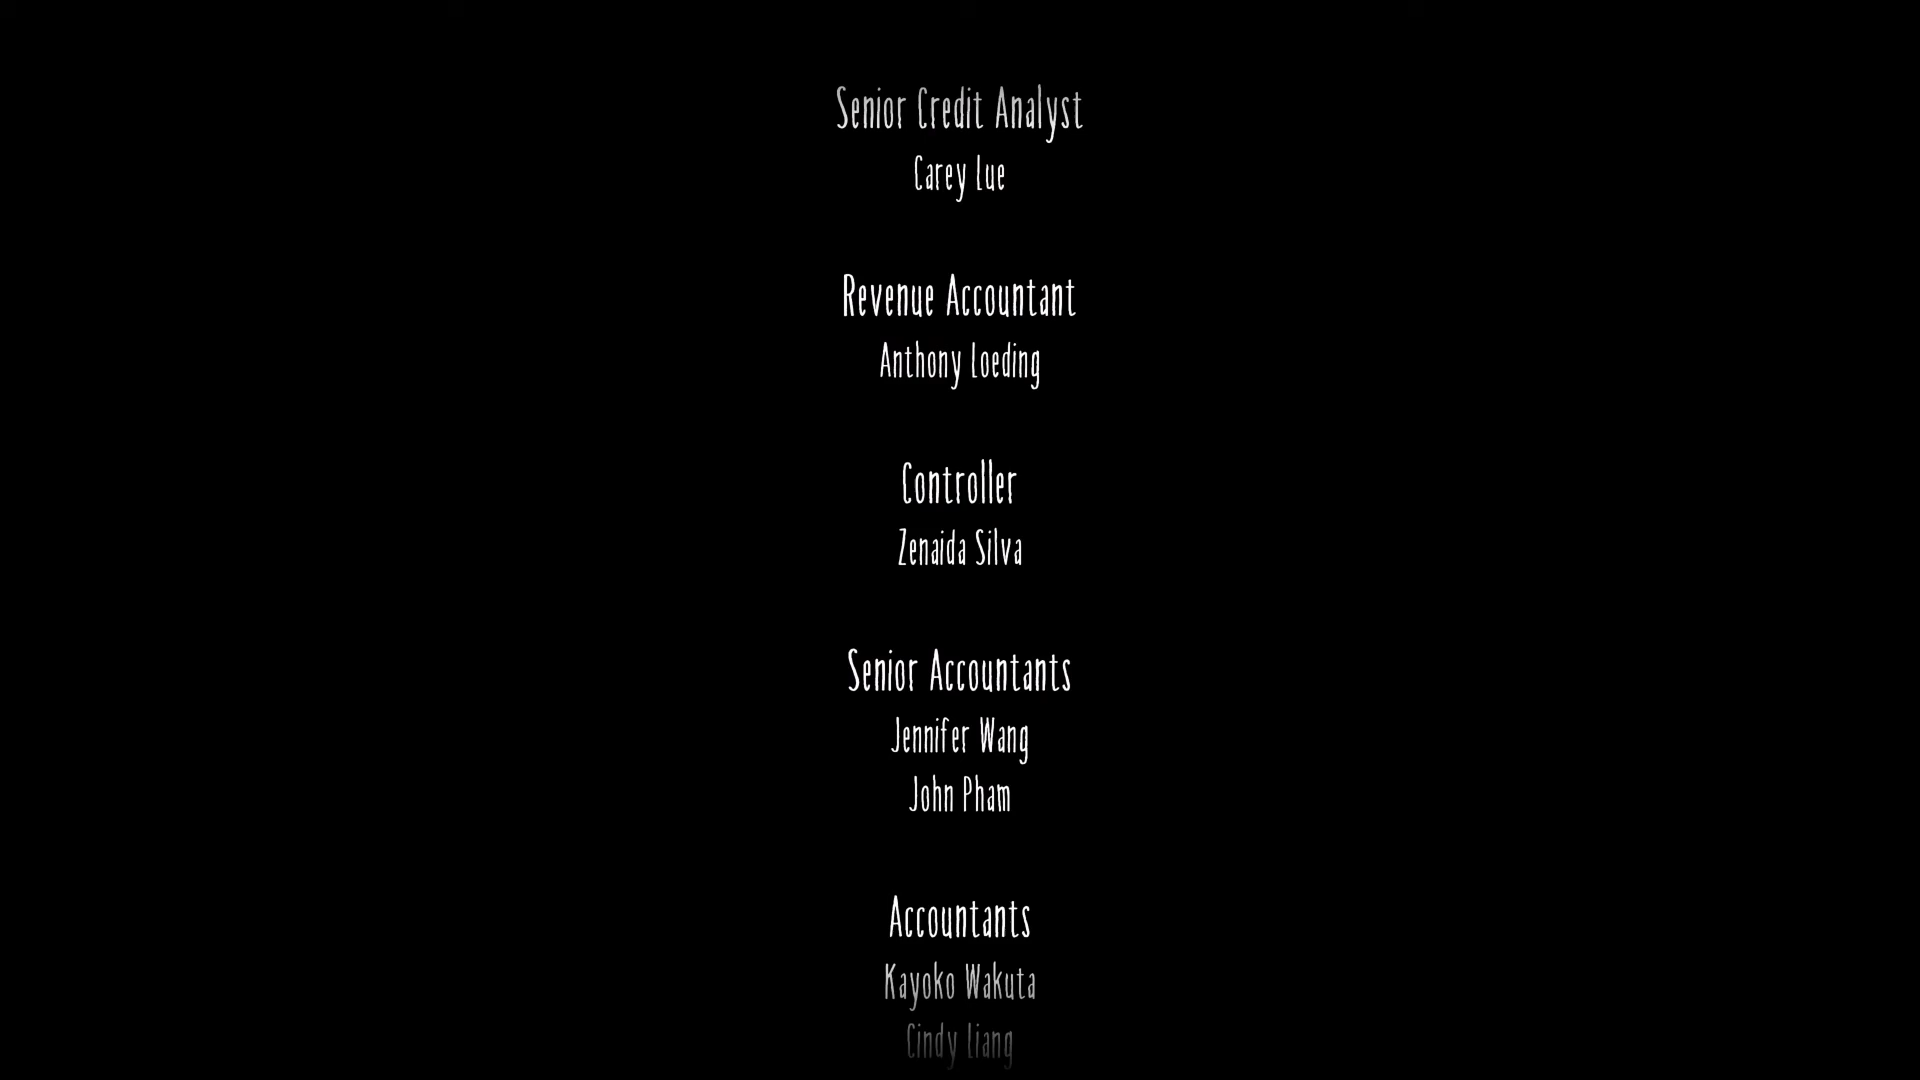 Senior Credit Analyst
Carey Lue
Revenue Accountant
Anthony Loeding
Controller
Zenaida Silva
Senior Accountants
Jennifer Wang
John Pham
Accountants
Kayoko Wakuta
Cindy Liang